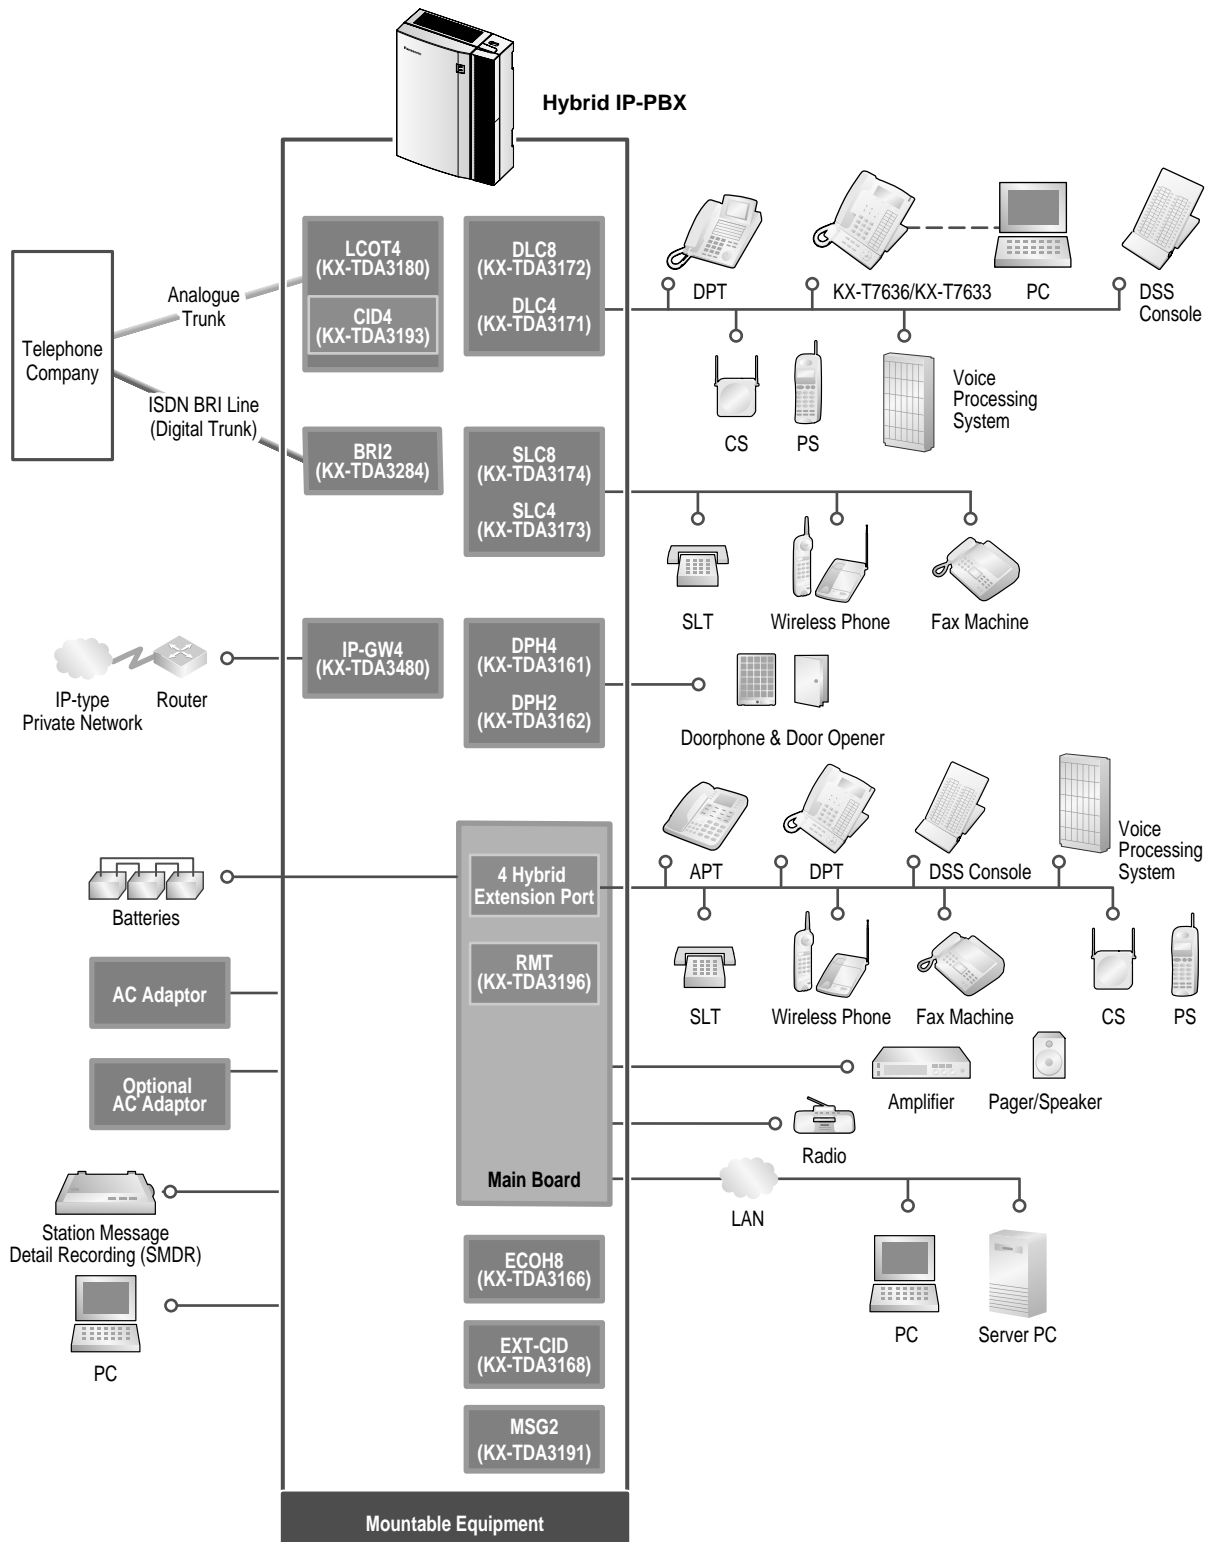 Panasonic
Hybrid IP-PBX
LCOT4
(KX-TDA3180)
CID4
(KX-TDA3193)
DLC8
(KX-TDA3172)
DLC4
(KX-TDA3171)
Analogue
Trunk
Telephone
Company
ISDN BRI Line
(Digital Trunk)
DPT
KX-T7636/KX-T7633
PC
DSS
Console
CS
PS
Voice
Processing
System
BRI2
(KX-TDA3284)
SLC8
(KX-TDA3174)
SLC4
(KX-TDA3173)
SLT
Wireless Phone
Fax Machine
IP-type
Private Network
Router
IP-GW4
(KX-TDA3480)
DPH4
(KX-TDA3161)
DPH2
(KX-TDA3162)
Doorphone & Door Opener
Batteries
4 Hybrid
Extension Port
APT
DPT
DSS Console
Voice
Processing
System
AC Adaptor
RMT
(KX-TDA3196)
SLT
Wireless Phone
Fax Machine
CS
PS
Optional
AC Adaptor
Amplifier
Pager/Speaker
Radio
Main Board
LAN
Station Message
Detail Recording (SMDR)
PC
ECOH8
(KX-TDA3166)
PC
Server PC
EXT-CID
(KX-TDA3168)
MSG2
(KX-TDA3191)
Mountable Equipment